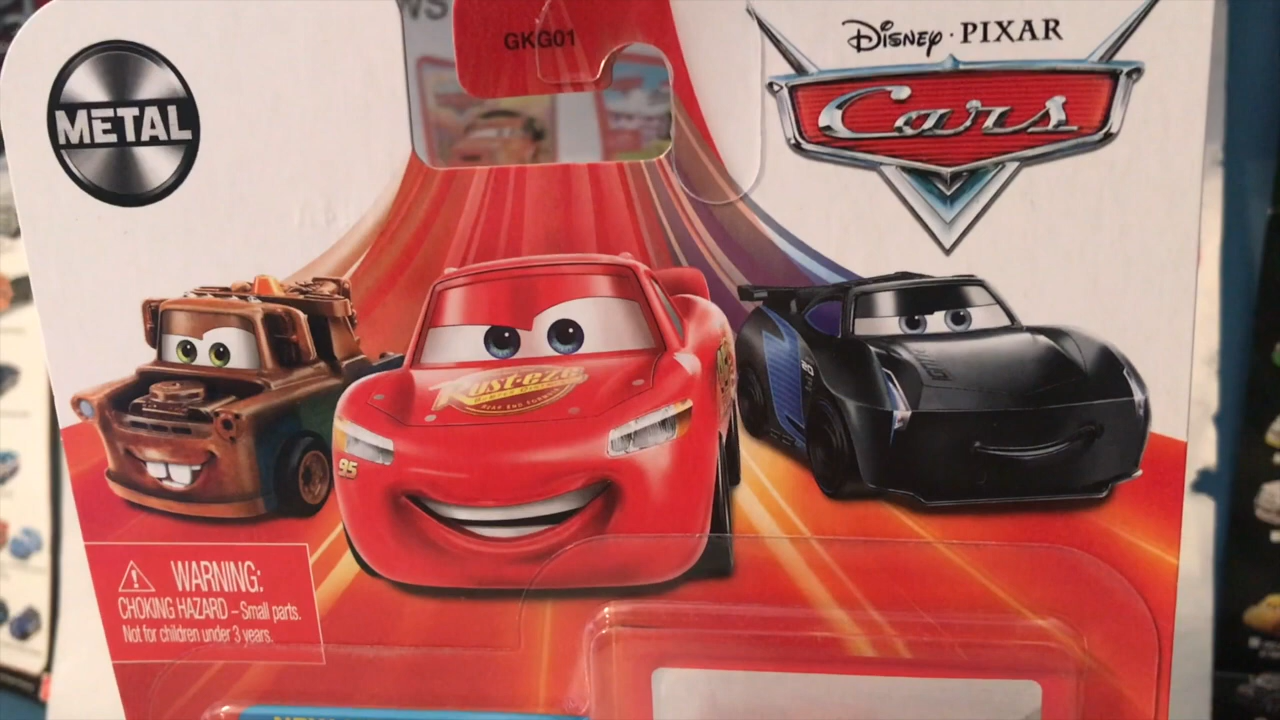 GKG01
METAL
Disney · PIXAR
Cars
Rust-eze
95
20
WARNING:
CHOKING HAZARD – Small parts.
Not for children under 3 years.